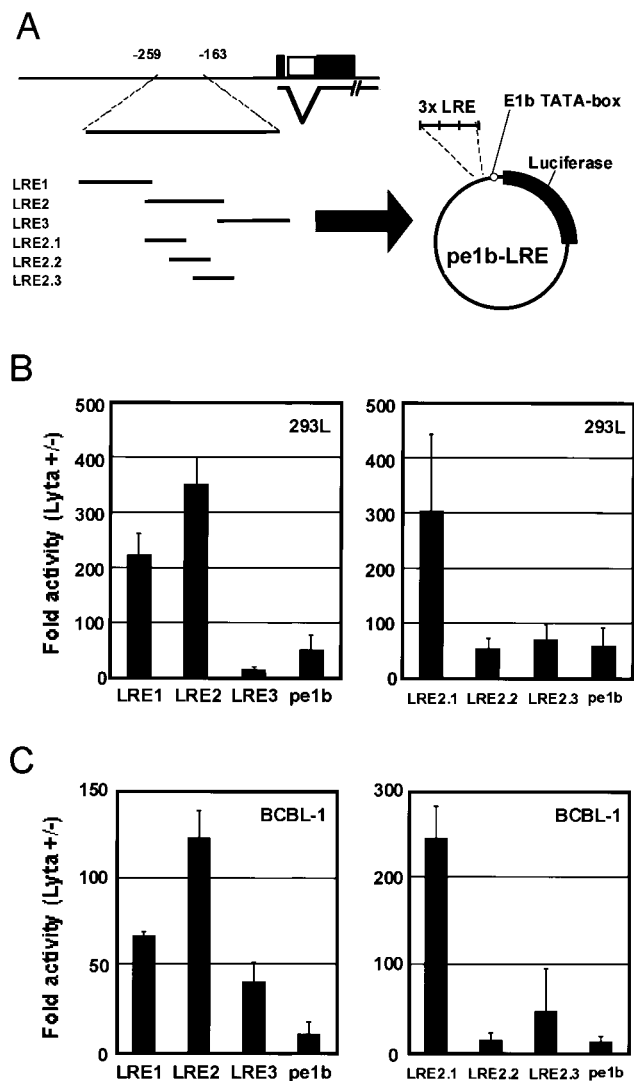 A
-259
-163
3x LRE
E1b TATA-box
Luciferase
LRE1
LRE2
LRE3
LRE2.1
LRE2.2
LRE2.3
pe1b-LRE
B
Fold activity (Lyta +/-)
500
400
300
200
100
0
293L
LRE1 LRE2 LRE3 pe1b
500
400
300
200
100
0
293L
LRE2.1 LRE2.2 LRE2.3 pe1b
C
Fold activity (Lyta +/-)
150
100
50
0
BCBL-1
LRE1 LRE2 LRE3 pe1b
300
200
100
0
BCBL-1
LRE2.1 LRE2.2 LRE2.3 pe1b